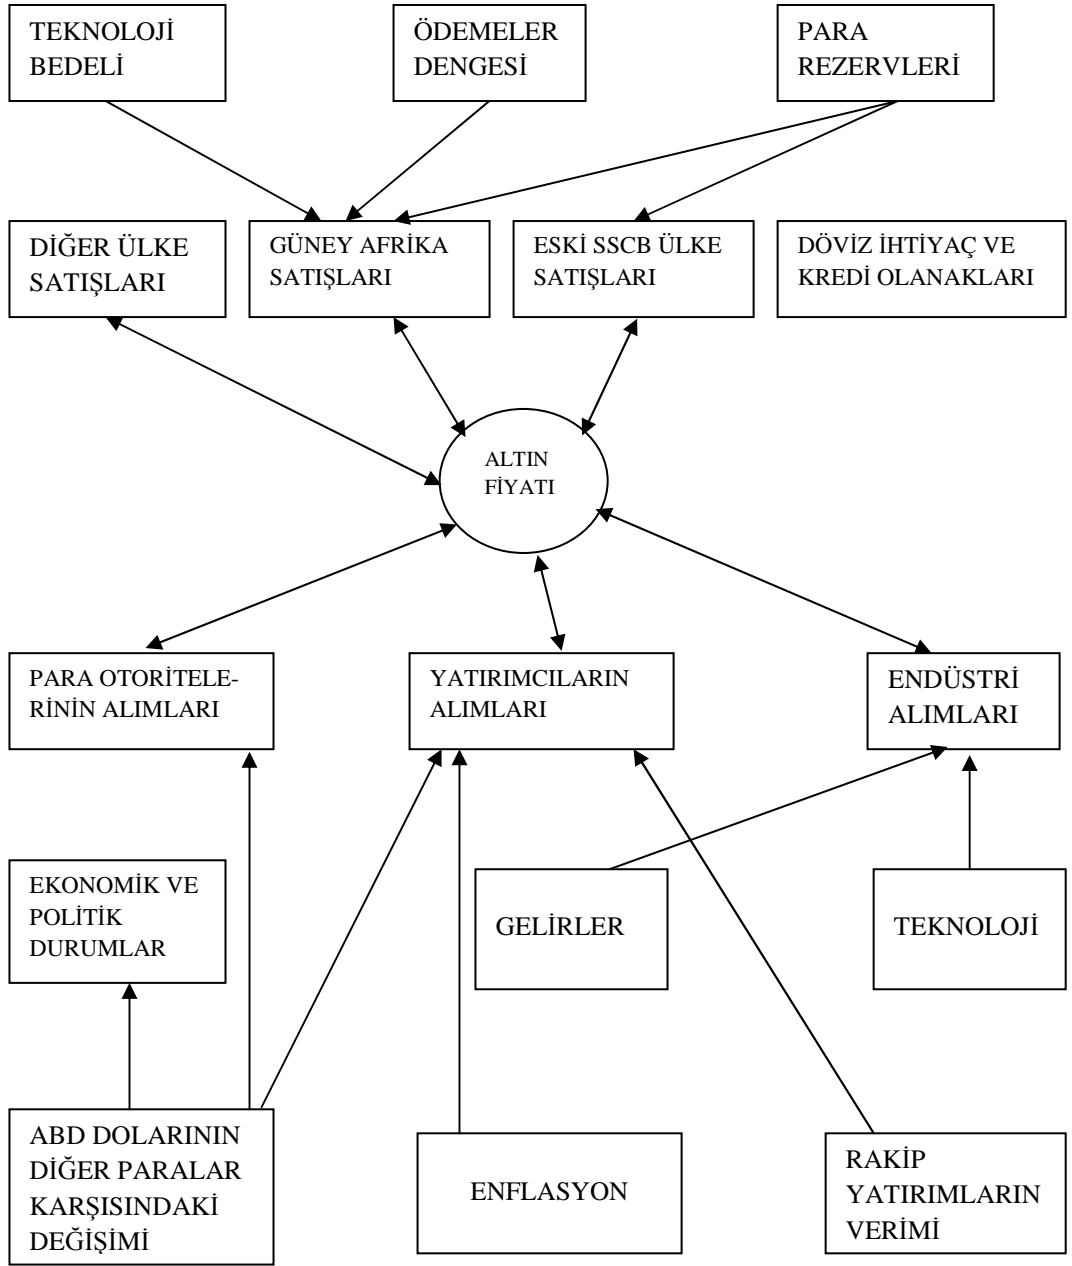 TEKNOLOJİ
BEDELİ
ÖDEMELER
DENGESİ
PARA
REZERVLERİ
DİĞER ÜLKE
SATIŞLARI
GÜNEY AFRİKA
SATIŞLARI
ESKİ SSCB ÜLKE
SATIŞLARI
DÖVİZ İHTİYAÇ VE
KREDİ OLANAKLARI
ALTIN
FİYATI
PARA OTORİTELE-
RİNİN ALIMLARI
YATIRIMCILARIN
ALIMLARI
ENDÜSTRİ
ALIMLARI
EKONOMİK VE
POLİTİK
DURUMLAR
GELİRLER
TEKNOLOJİ
ABD DOLARININ
DİĞER PARALAR
KARŞISINDAKİ
DEĞİŞİMİ
ENFLASYON
RAKİP
YATIRIMLARIN
VERİMİ